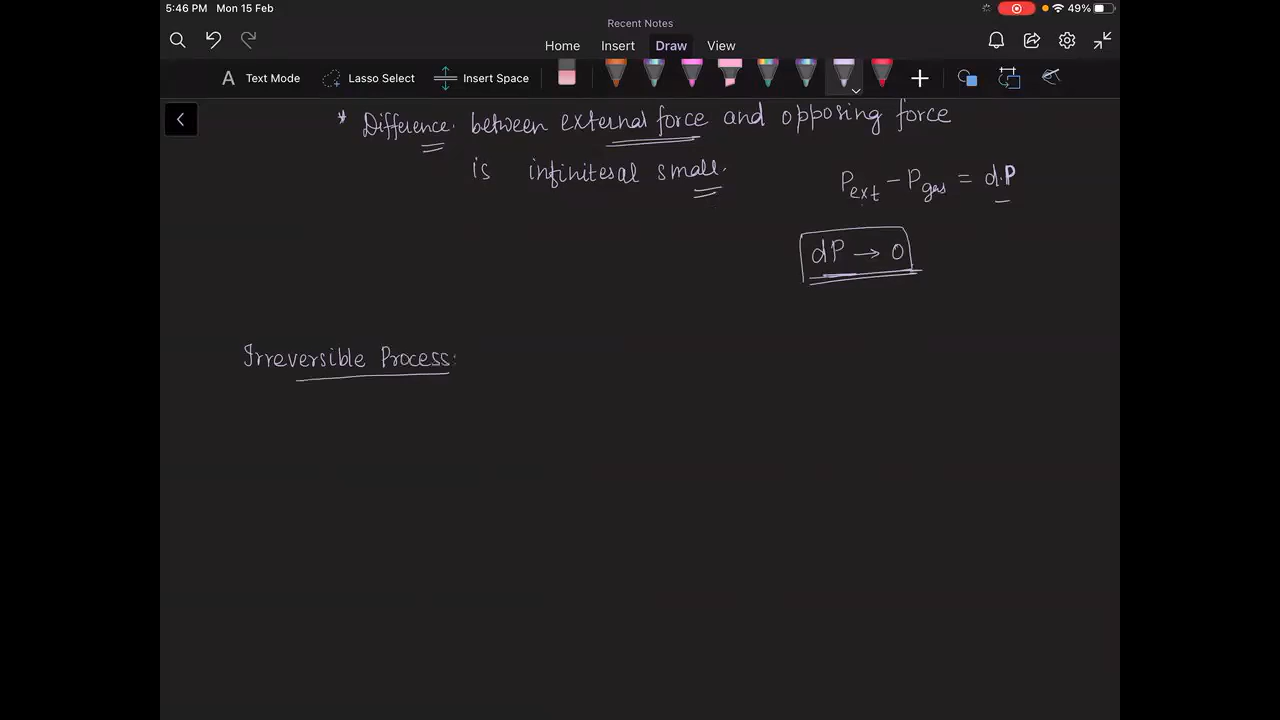 5:46 PM Mon 15 Feb
49%
Recent Notes
Home Insert Draw View
A Text Mode Lasso Select Insert Space
* Difference between external force and opposing force
is infinitesal small.
Pext - Pgas = d.P
dP → 0
Irreversible Process: